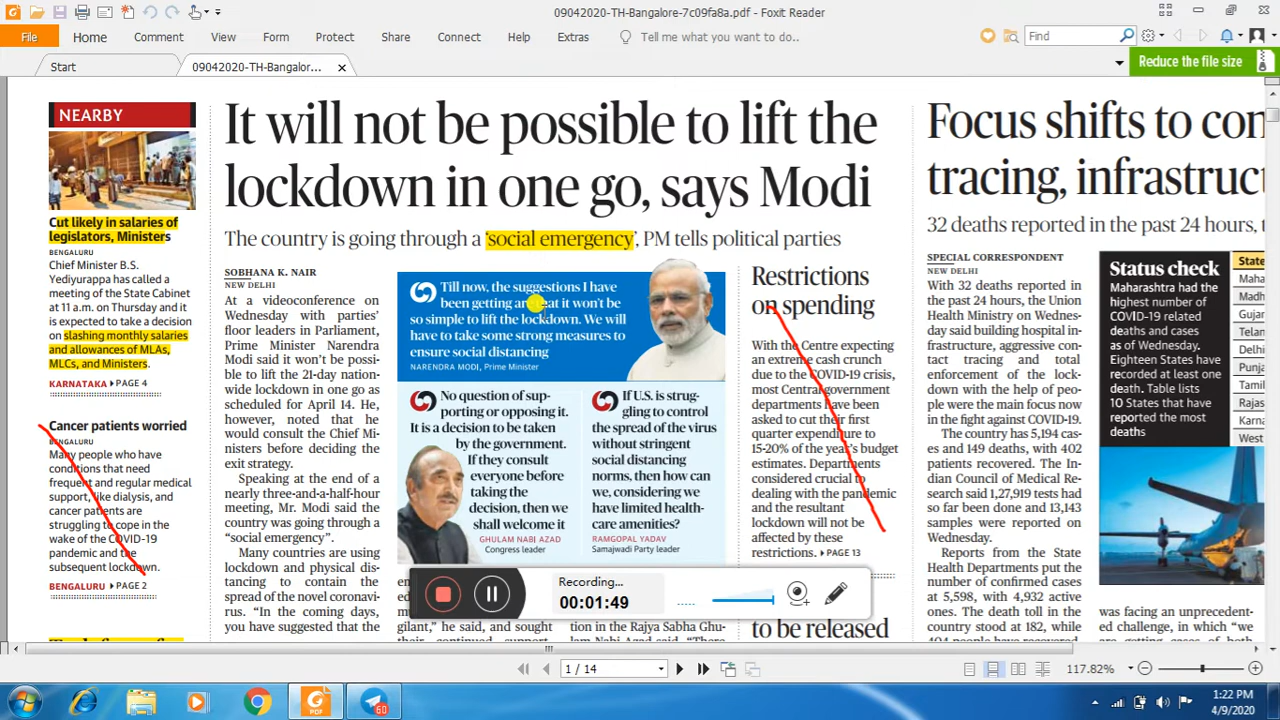 09042020-TH-Bangalore-7c09fa8a.pdf - Foxit Reader
File
Home
Comment
View
Form
Protect
Share
Connect
Help
Extras
Tell me what you want to do..
Find
Start
09042020-TH-Bangalor...
Reduce the file size
NEARBY
Cut likely in salaries of
legislators, Ministers
BENGALURU
Chief Minister B.S.
Yediyurappa has called a
meeting of the State Cabinet
at 11 a.m. on Thursday and it
is expected to take a decision
on slashing monthly salaries
and allowances of MLAs,
MLCs, and Ministers.
KARNATAKA PAGE 4
Cancer patients worried
BENGALURU
Many people who have
conditions that need
frequent and regular medical
support, like dialysis, and
cancer patients are
struggling to cope in the
wake of the COVID-19
pandemic and the
subsequent lockdown.
BENGALURU PAGE 2
It will not be possible to lift the
lockdown in one go, says Modi
The country is going through a ‘social emergency’, PM tells political parties
SOBHANA K. NAIR
NEW DELHI
At a videoconference on
Wednesday with parties’
floor leaders in Parliament,
Prime Minister Narendra
Modi said it won’t be possi-
ble to lift the 21-day nation-
wide lockdown in one go as
scheduled for April 14. He,
however, noted that he
would consult the Chief Mi-
nisters before deciding the
exit strategy.
Speaking at the end of a
nearly three-and-a-half-hour
meeting, Mr. Modi said the
country was going through a
“social emergency”.
Many countries are using
lockdown and physical dis-
tancing to contain the
spread of the novel coronavi-
rus. “In the coming days,
you have suggested that the
Till now, the suggestions I have
been getting are that it won’t be
so simple to lift the lockdown. We will
have to take some strong measures to
ensure social distancing
NARENDRA MODI, Prime Minister
No question of sup-
porting or opposing it.
It is a decision to be taken
by the government.
If they consult
everyone before
taking the
decision, then we
shall welcome it
GHULAM NABI AZAD
Congress leader
If U.S. is strug-
gling to control
the spread of the virus
without stringent
social distancing
norms, then how can
we, considering we
have limited health-
care amenities?
RAMGOPAL YADAV
Samajwadi Party leader
gilant,” he said, and sought
tion in the Rajya Sabha Ghu-
Restrictions
on spending
With the Centre expecting
an extreme cash crunch
due to the COVID-19 crisis,
most Central government
departments have been
asked to cut their first
quarter expenditure to
15-20% of the year’s budget
estimates. Departments
considered crucial to
dealing with the pandemic
and the resultant
lockdown will not be
affected by these
restrictions. PAGE 13
to be released
Focus shifts to con
tracing, infrastruct
32 deaths reported in the past 24 hours,
SPECIAL CORRESPONDENT
NEW DELHI
With 32 deaths reported in
the past 24 hours, the Union
Health Ministry on Wednes-
day said building hospital in-
frastructure, aggressive con-
tact tracing and total
enforcement of the lock-
down with the help of peo-
ple were the main focus now
in the fight against COVID-19.
The country has 5,194 cas-
es and 149 deaths, with 402
patients recovered. The In-
dian Council of Medical Re-
search said 1,27,919 tests had
so far been done and 13,143
samples were reported on
Wednesday.
Reports from the State
Health Departments put the
number of confirmed cases
at 5,598, with 4,932 active
ones. The death toll in the
country stood at 182, while
Status check
Maharashtra had the
highest number of
COVID-19 related
deaths and cases
as of Wednesday.
Eighteen States have
recorded at least one
death. Table lists
10 States that have
reported the most
deaths
State
Maha
Madh
Gujar
Telan
Delhi
Punja
Tamil
Rajas
Karna
West
was facing an unprecedent-
ed challenge, in which “we
Recording...
00:01:49
1 / 14
117.82%
1:22 PM
4/9/2020